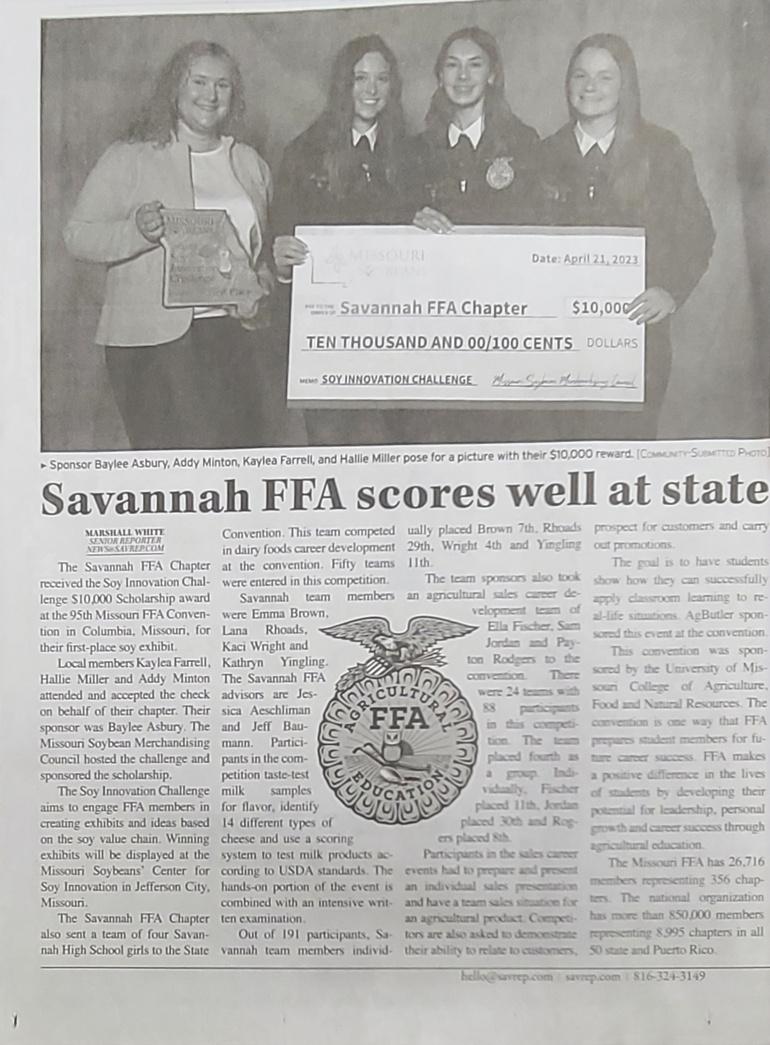 MISSOURI
SOYBEANS
Soy
Innovation
Challenge
First Place
MISSOURI
SOYBEANS
Date: April 21, 2023
PAY TO THE
ORDER OF
Savannah FFA Chapter
$10,000
TEN THOUSAND AND 00/100 CENTS DOLLARS
MEMO SOY INNOVATION CHALLENGE
Missouri Soybean Merchandising Council
▸ Sponsor Baylee Asbury, Addy Minton, Kaylea Farrell, and Hallie Miller pose for a picture with their $10,000 reward. [Community-Submitted Photo]
Savannah FFA scores well at state
MARSHALL WHITE
SENIOR REPORTER
NEWS@SAVREP.COM
The Savannah FFA Chapter
received the Soy Innovation Chal-
lenge $10,000 Scholarship award
at the 95th Missouri FFA Conven-
tion in Columbia, Missouri, for
their first-place soy exhibit.
Local members Kaylea Farrell,
Hallie Miller and Addy Minton
attended and accepted the check
on behalf of their chapter. Their
sponsor was Baylee Asbury. The
Missouri Soybean Merchandising
Council hosted the challenge and
sponsored the scholarship.
The Soy Innovation Challenge
aims to engage FFA members in
creating exhibits and ideas based
on the soy value chain. Winning
exhibits will be displayed at the
Missouri Soybeans' Center for
Soy Innovation in Jefferson City,
Missouri.
The Savannah FFA Chapter
also sent a team of four Savan-
nah High School girls to the State
Convention. This team competed
in dairy foods career development
at the convention. Fifty teams
were entered in this competition.
Savannah team members
were Emma Brown,
Lana Rhoads,
Kaci Wright and
Kathryn Yingling.
The Savannah FFA
advisors are Jes-
sica Aeschliman
and Jeff Bau-
mann. Partici-
pants in the com-
petition taste-test
milk samples
for flavor, identify
14 different types of
cheese and use a scoring
system to test milk products ac-
cording to USDA standards. The
hands-on portion of the event is
combined with an intensive writ-
ten examination.
Out of 191 participants, Sa-
vannah team members individ-
AGRICULTURAL
FFA
EDUCATION
ually placed Brown 7th, Rhoads
29th, Wright 4th and Yingling
11th.
The team sponsors also took
an agricultural sales career de-
velopment team of
Ella Fischer, Sam
Jordan and Pay-
ton Rodgers to the
convention. There
were 24 teams with
88 participants
in this competi-
tion. The team
placed fourth as
a group. Indi-
vidually, Fischer
placed 11th, Jordan
placed 30th and Rog-
ers placed 8th.
Participants in the sales career
events had to prepare and present
an individual sales presentation
and have a team sales situation for
an agricultural product. Competi-
tors are also asked to demonstrate
their ability to relate to customers,
prospect for customers and carry
out promotions.
The goal is to have students
show how they can successfully
apply classroom learning to re-
al-life situations. AgButler spon-
sored this event at the convention.
This convention was spon-
sored by the University of Mis-
souri College of Agriculture,
Food and Natural Resources. The
convention is one way that FFA
prepares student members for fu-
ture career success. FFA makes
a positive difference in the lives
of students by developing their
potential for leadership, personal
growth and career success through
agricultural education.
The Missouri FFA has 26,716
members representing 356 chap-
ters. The national organization
has more than 850,000 members
representing 8,995 chapters in all
50 state and Puerto Rico.
hello@savrep.com | savrep.com | 816-324-3149